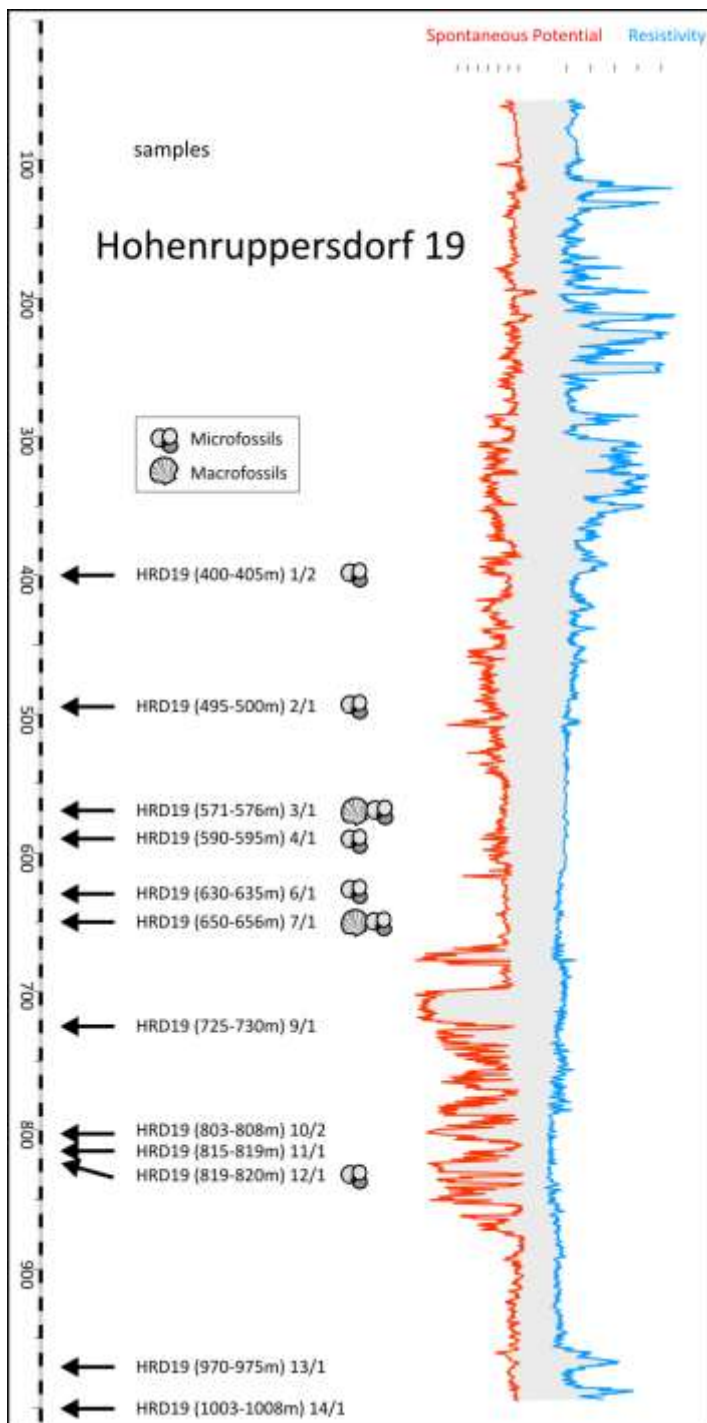 Spontaneous Potential Resistivity
samples
100
Hohenruppersdorf 19
200
300
Microfossils
Macrofossils
400
HRD19 (400-405m) 1/2
HRD19 (495-500m) 2/1
500
HRD19 (571-576m) 3/1
HRD19 (590-595m) 4/1
600
HRD19 (630-635m) 6/1
HRD19 (650-656m) 7/1
700
HRD19 (725-730m) 9/1
800
HRD19 (803-808m) 10/2
HRD19 (815-819m) 11/1
HRD19 (819-820m) 12/1
900
HRD19 (970-975m) 13/1
HRD19 (1003-1008m) 14/1